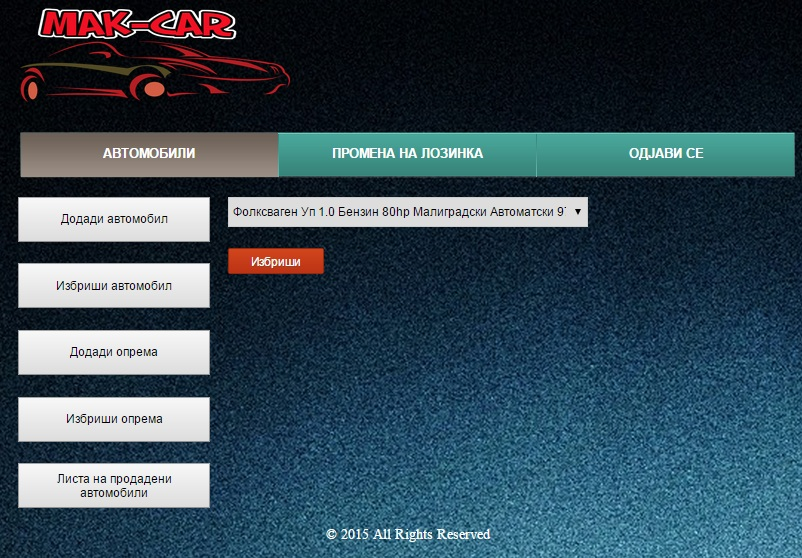 MAK-CAR
АВТОМОБИЛИ
ПРОМЕНА НА ЛОЗИНКА
ОДЈАВИ СЕ
Додади автомобил
Фолксваген Уп 1.0 Бензин 80hp Малиградски Автоматски
Избриши
Избриши автомобил
Додади опрема
Избриши опрема
Листа на продадени
автомобили
© 2015 All Rights Reserved